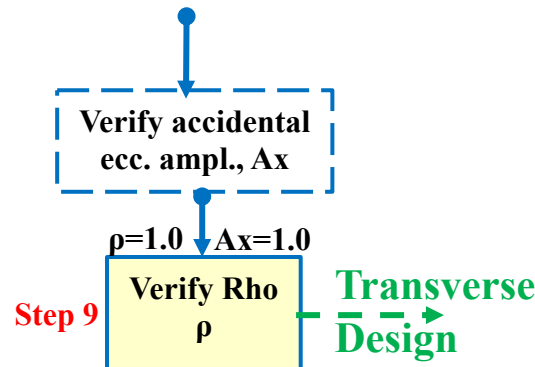 Verify accidental
ecc. ampl., Ax
ρ=1.0 Ax=1.0
Verify Rho
ρ
Step 9
Transverse
Design